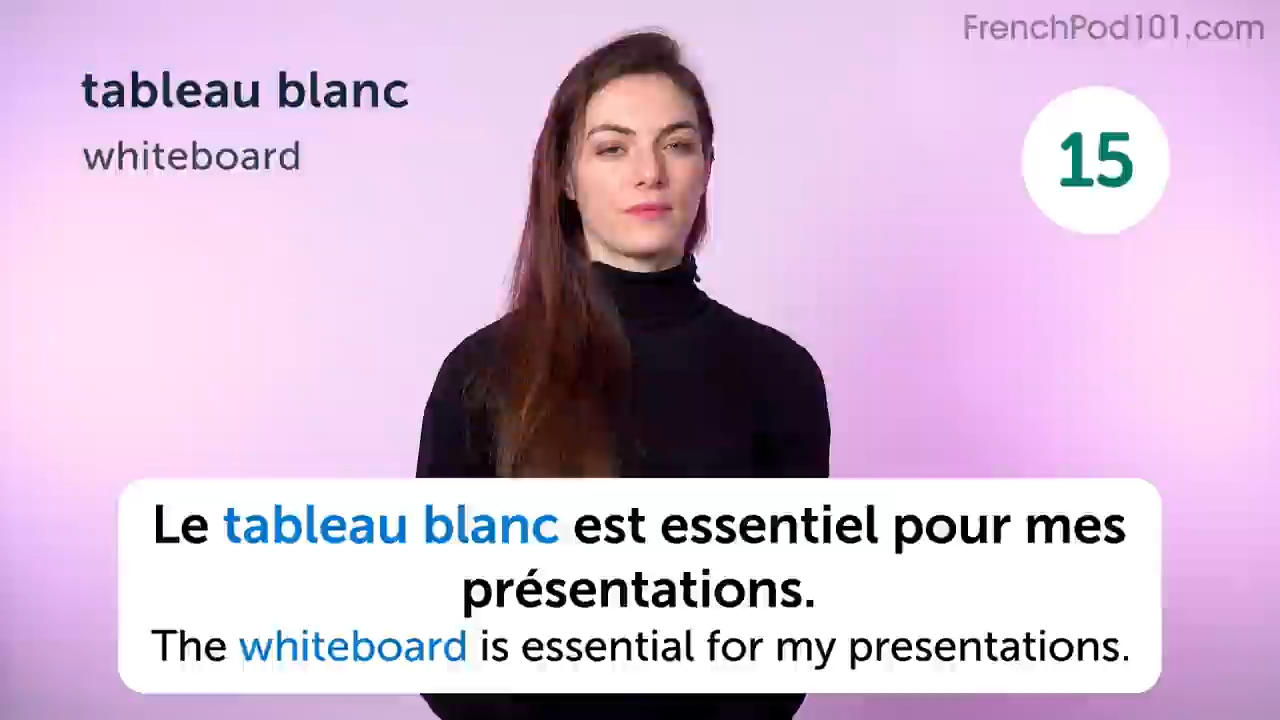 FrenchPod101.com
tableau blanc
whiteboard
15
Le tableau blanc est essentiel pour mes
présentations.
The whiteboard is essential for my presentations.